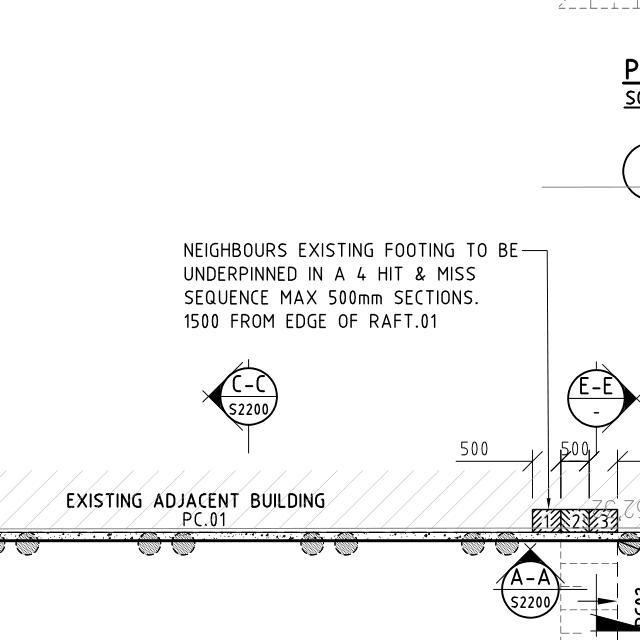 NEIGHBOURS EXISTING FOOTING TO BE
UNDERPINNED IN A 4 HIT & MISS
SEQUENCE MAX 500mm SECTIONS.
1500 FROM EDGE OF RAFT.01
C-C
S2200
E-E
-
500
500
EXISTING ADJACENT BUILDING
PC.01
1 2 3
A-A
S2200